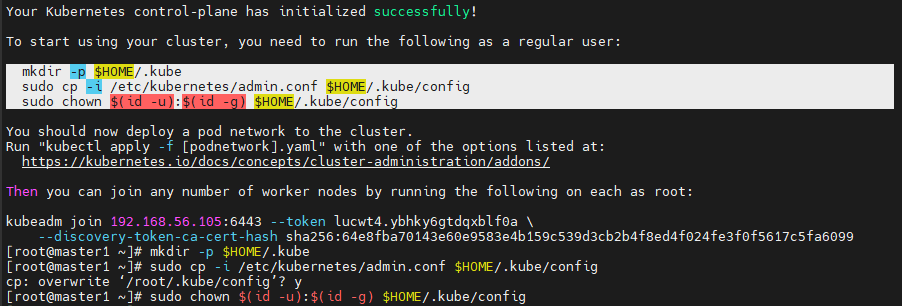 Your Kubernetes control-plane has initialized successfully!
To start using your cluster, you need to run the following as a regular user:
mkdir -p $HOME/.kube
sudo cp -i /etc/kubernetes/admin.conf $HOME/.kube/config
sudo chown $(id -u):$(id -g) $HOME/.kube/config
You should now deploy a pod network to the cluster.
Run "kubectl apply -f [podnetwork].yaml" with one of the options listed at:
https://kubernetes.io/docs/concepts/cluster-administration/addons/
Then you can join any number of worker nodes by running the following on each as root:
kubeadm join 192.168.56.105:6443 --token lucwt4.ybhky6gtdqxblf0a \
--discovery-token-ca-cert-hash sha256:64e8fba70143e60e9583e4b159c539d3cb2b4f8ed4f024fe3f0f5617c5fa6099
[root@master1 ~]# mkdir -p $HOME/.kube
[root@master1 ~]# sudo cp -i /etc/kubernetes/admin.conf $HOME/.kube/config
cp: overwrite ‘/root/.kube/config’? y
[root@master1 ~]# sudo chown $(id -u):$(id -g) $HOME/.kube/config